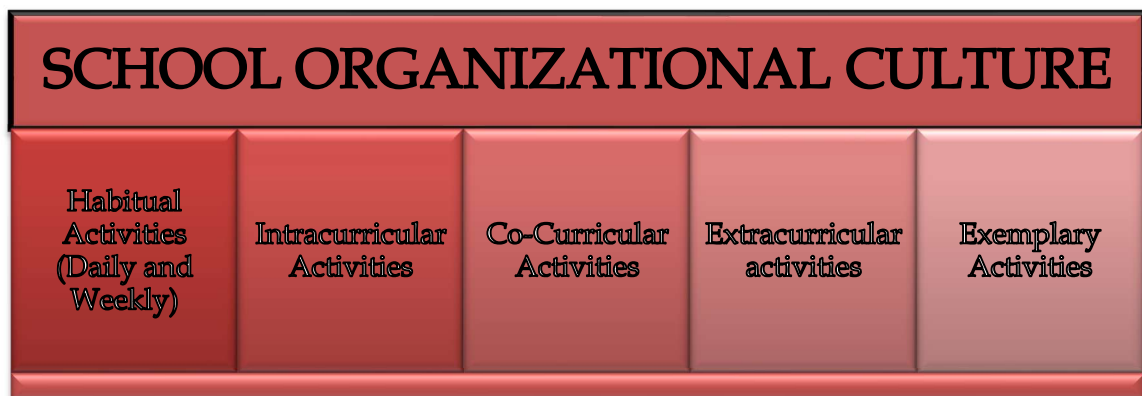 SCHOOL ORGANIZATIONAL CULTURE
Habitual
Activities
(Daily and
Weekly)
Intracurricular
Activities
Co-Curricular
Activities
Extracurricular
activities
Exemplary
Activities